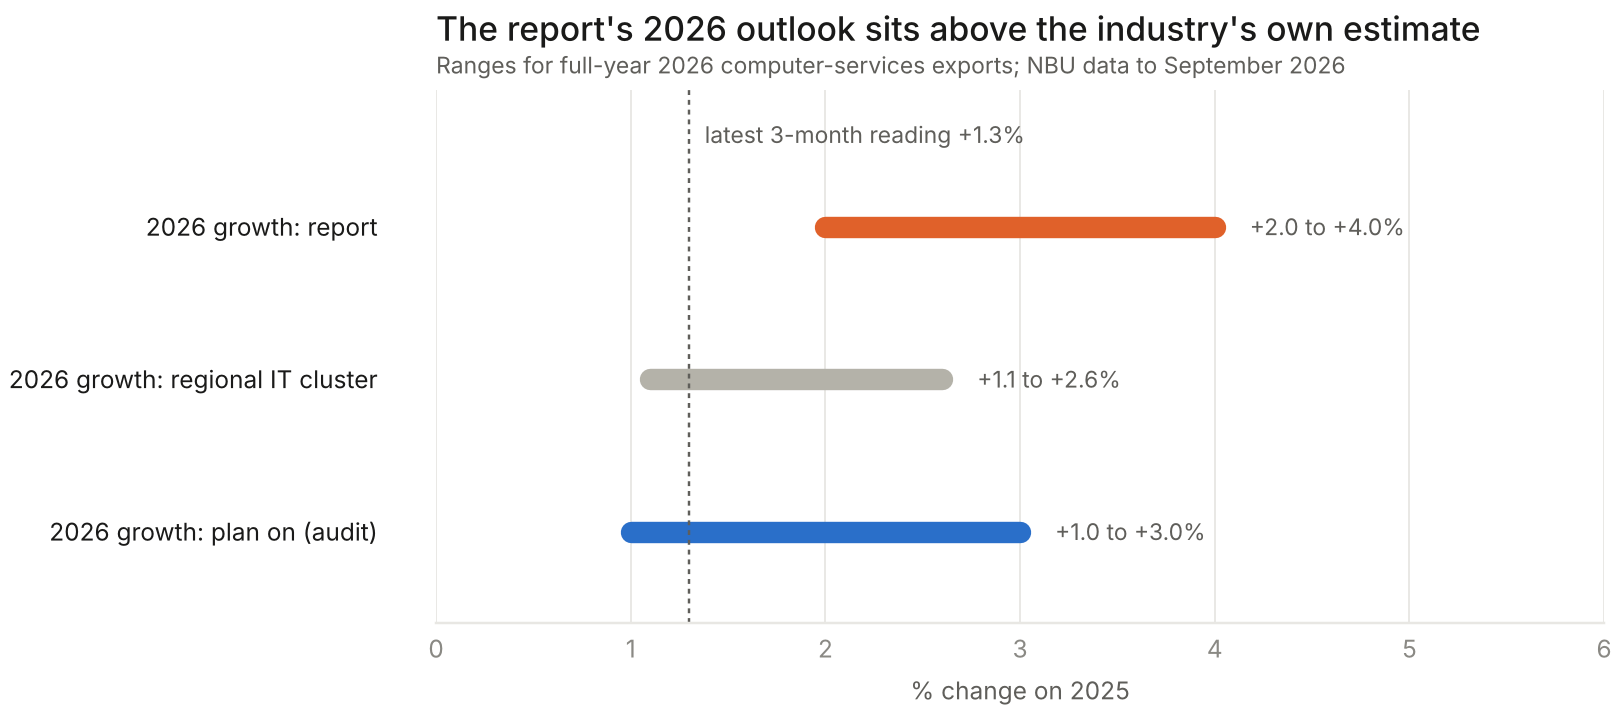 The report's 2026 outlook sits above the industry's own estimate
Ranges for full-year 2026 computer-services exports; NBU data to September 2026
latest 3-month reading +1.3%
2026 growth: report
+2.0 to +4.0%
2026 growth: regional IT cluster
+1.1 to +2.6%
2026 growth: plan on (audit)
+1.0 to +3.0%
0 1 2 3 4 5 6
% change on 2025